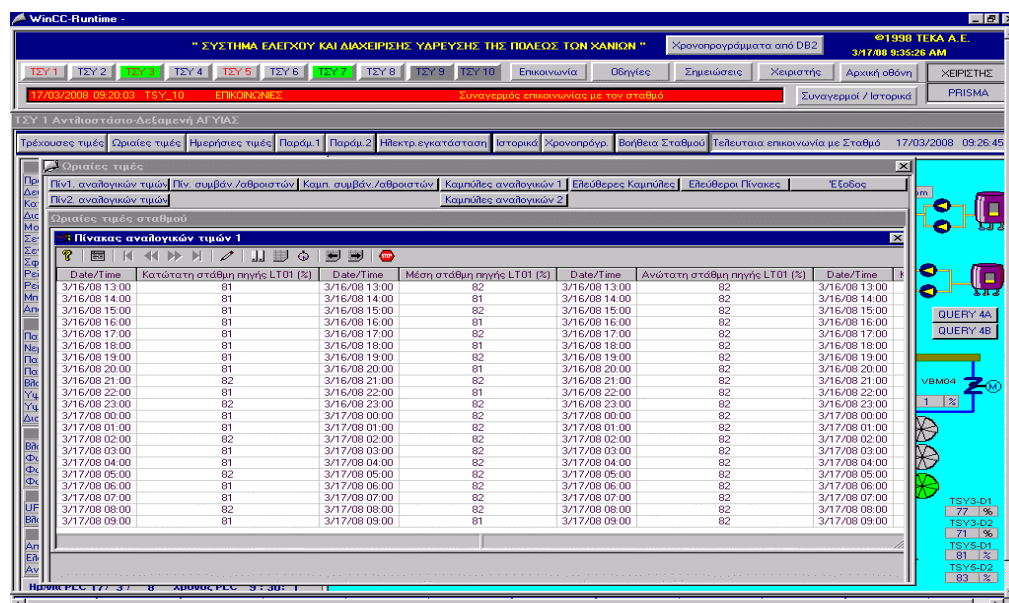 WinCC-Runtime -
" ΣΥΣΤΗΜΑ ΕΛΕΓΧΟΥ ΚΑΙ ΔΙΑΧΕΙΡΙΣΗΣ ΥΔΡΕΥΣΗΣ ΤΗΣ ΠΟΛΕΩΣ ΤΩΝ ΧΑΝΙΩΝ "
Χρονοπρογράμματα από DB2
©1998 TEKA A.E.
3/17/08 9:35:26 AM
ΤΣΥ 1 ΤΣΥ 2 ΤΣΥ 3 ΤΣΥ 4 ΤΣΥ 5 ΤΣΥ 6 ΤΣΥ 7 ΤΣΥ 8 ΤΣΥ 9 ΤΣΥ 10 Επικοινωνία Οδηγίες Σημειώσεις Χειριστής Αρχική οθόνη ΧΕΙΡΙΣΤΗΣ
17/03/2008 09:20:03 TSY_10 ΕΠΙΚΟΙΝΩΝΙΕΣ Συναγερμός επικοινωνίας με τον σταθμό Συναγερμοί / Ιστορικά PRISMA
ΤΣΥ 1 Αντλιοστάσιο-Δεξαμενή ΑΓΥΙΑΣ
Τρέχουσες τιμές Ωριαίες τιμές Ημερήσιες τιμές Παράμ.1 Παράμ.2 Ηλεκτρ.εγκατάσταση Ιστορικά Χρονοπρόγρ. Βοήθεια Σταθμού Τελευταια επικοινωνία με Σταθμό 17/03/2008 09:26:45
Ωριαίες τιμές
Πίν1. αναλογικών τιμών Πίν. συμβάν./αθροιστών Καμπ. συμβάν./αθροιστών Καμπύλες αναλογικών 1 Ελεύθερες Καμπύλες Ελεύθεροι Πίνακες Έξοδος
Πίν2. αναλογικών τιμών Καμπύλες αναλογικών 2
Ωριαίες τιμές σταθμού
Πίνακας αναλογικών τιμών 1
Date/Time Κατώτατη στάθμη πηγής LT01 (%) Date/Time Μέση στάθμη πηγής LT01 (%) Date/Time Ανώτατη στάθμη πηγής LT01 (%) Date/Time
3/16/08 13:00 81 3/16/08 13:00 82 3/16/08 13:00 82 3/16/08 13:00
3/16/08 14:00 81 3/16/08 14:00 81 3/16/08 14:00 82 3/16/08 14:00
3/16/08 15:00 81 3/16/08 15:00 82 3/16/08 15:00 82 3/16/08 15:00
3/16/08 16:00 81 3/16/08 16:00 81 3/16/08 16:00 82 3/16/08 16:00
3/16/08 17:00 81 3/16/08 17:00 82 3/16/08 17:00 82 3/16/08 17:00
3/16/08 18:00 81 3/16/08 18:00 81 3/16/08 18:00 82 3/16/08 18:00
3/16/08 19:00 81 3/16/08 19:00 82 3/16/08 19:00 82 3/16/08 19:00
3/16/08 20:00 81 3/16/08 20:00 81 3/16/08 20:00 82 3/16/08 20:00
3/16/08 21:00 82 3/16/08 21:00 82 3/16/08 21:00 82 3/16/08 21:00
3/16/08 22:00 81 3/16/08 22:00 81 3/16/08 22:00 82 3/16/08 22:00
3/16/08 23:00 82 3/16/08 23:00 82 3/16/08 23:00 82 3/16/08 23:00
3/17/08 00:00 81 3/17/08 00:00 81 3/17/08 00:00 82 3/17/08 00:00
3/17/08 01:00 81 3/17/08 01:00 82 3/17/08 01:00 82 3/17/08 01:00
3/17/08 02:00 82 3/17/08 02:00 82 3/17/08 02:00 82 3/17/08 02:00
3/17/08 03:00 81 3/17/08 03:00 82 3/17/08 03:00 82 3/17/08 03:00
3/17/08 04:00 81 3/17/08 04:00 82 3/17/08 04:00 82 3/17/08 04:00
3/17/08 05:00 82 3/17/08 05:00 82 3/17/08 05:00 82 3/17/08 05:00
3/17/08 06:00 81 3/17/08 06:00 82 3/17/08 06:00 82 3/17/08 06:00
3/17/08 07:00 81 3/17/08 07:00 82 3/17/08 07:00 82 3/17/08 07:00
3/17/08 08:00 82 3/17/08 08:00 82 3/17/08 08:00 82 3/17/08 08:00
3/17/08 09:00 81 3/17/08 09:00 81 3/17/08 09:00 82 3/17/08 09:00
STOP
QUERY 4A
QUERY 4B
VBM04
M
1 %
TSY3-D1
77 %
TSY3-D2
71 %
TSY5-D1
81 %
TSY5-D2
83 %